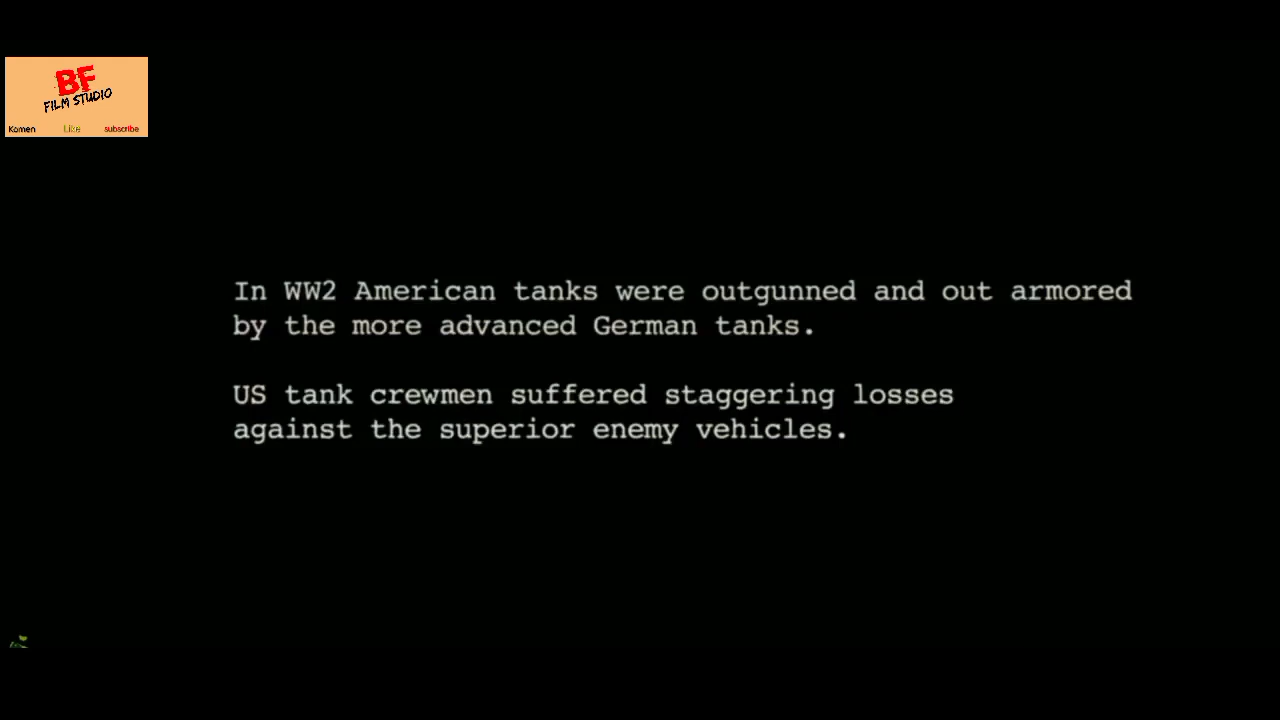 BF
FILM STUDIO
Komen Like subscribe
In WW2 American tanks were outgunned and out armored
by the more advanced German tanks.
US tank crewmen suffered staggering losses
against the superior enemy vehicles.